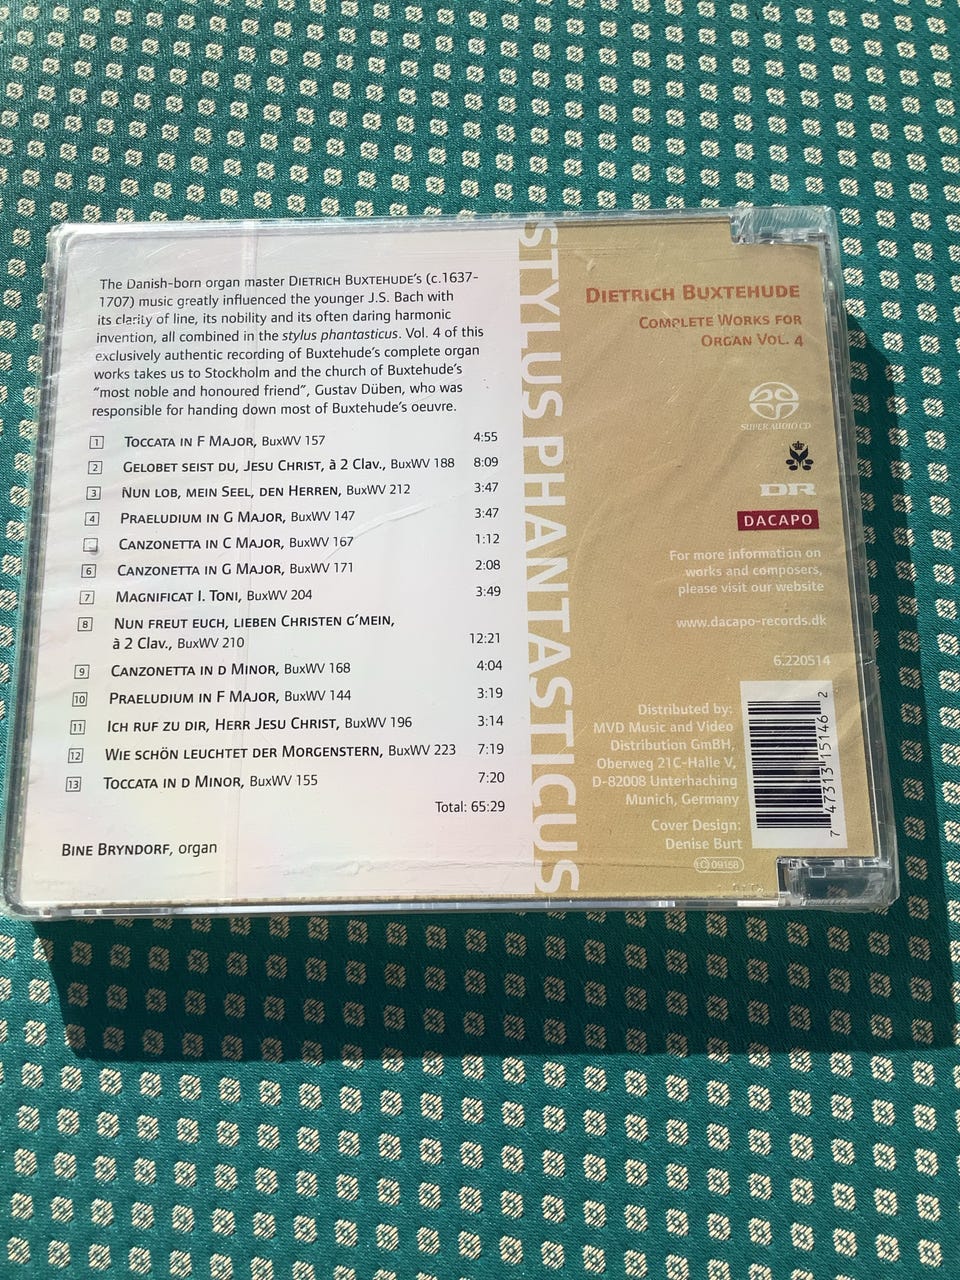 The Danish-born organ master Dietrich Buxtehude's (c.1637-
1707) music greatly influenced the younger J.S. Bach with
its clarity of line, its nobility and its often daring harmonic
invention, all combined in the stylus phantasticus. Vol. 4 of this
exclusively authentic recording of Buxtehude's complete organ
works takes us to Stockholm and the church of Buxtehude's
"most noble and honoured friend", Gustav Düben, who was
responsible for handing down most of Buxtehude's oeuvre.
1 Toccata in F Major, BuxWV 157 4:55
2 Gelobet seist du, Jesu Christ, à 2 Clav., BuxWV 188 8:09
3 Nun lob, mein Seel, den Herren, BuxWV 212 3:47
4 Praeludium in G Major, BuxWV 147 3:47
Canzonetta in C Major, BuxWV 167 1:12
6 Canzonetta in G Major, BuxWV 171 2:08
7 Magnificat I. Toni, BuxWV 204 3:49
8 Nun freut euch, lieben Christen g'mein,
à 2 Clav., BuxWV 210 12:21
9 Canzonetta in d Minor, BuxWV 168 4:04
10 Praeludium in F Major, BuxWV 144 3:19
11 Ich ruf zu dir, Herr Jesu Christ, BuxWV 196 3:14
12 Wie schön leuchtet der Morgenstern, BuxWV 223 7:19
13 Toccata in d Minor, BuxWV 155 7:20
Total: 65:29
Bine Bryndorf, organ
STYLUS PHANTASTICUS
Dietrich Buxtehude
Complete Works for
Organ Vol. 4
SUPER AUDIO CD
DR
DACAPO
For more information on
works and composers,
please visit our website
www.dacapo-records.dk
6.220514
Distributed by:
MVD Music and Video
Distribution GmBH,
Oberweg 21C-Halle V,
D-82008 Unterhaching
Munich, Germany
Cover Design:
Denise Burt
LC 09158
7 47313 15146 2